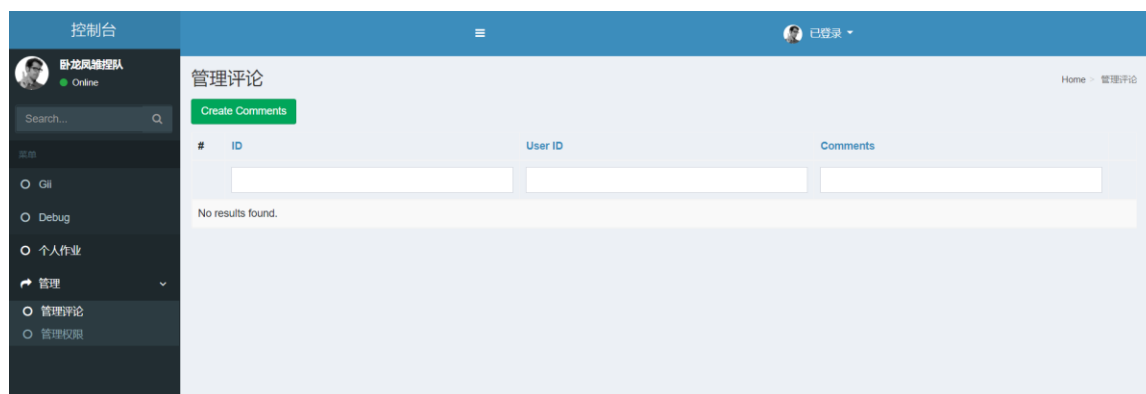 控制台
已登录
卧龙凤雏捏队
Online
Search...
菜单
Gii
Debug
个人作业
管理
管理评论
管理权限
管理评论
Home > 管理评论
Create Comments
# ID User ID Comments
No results found.